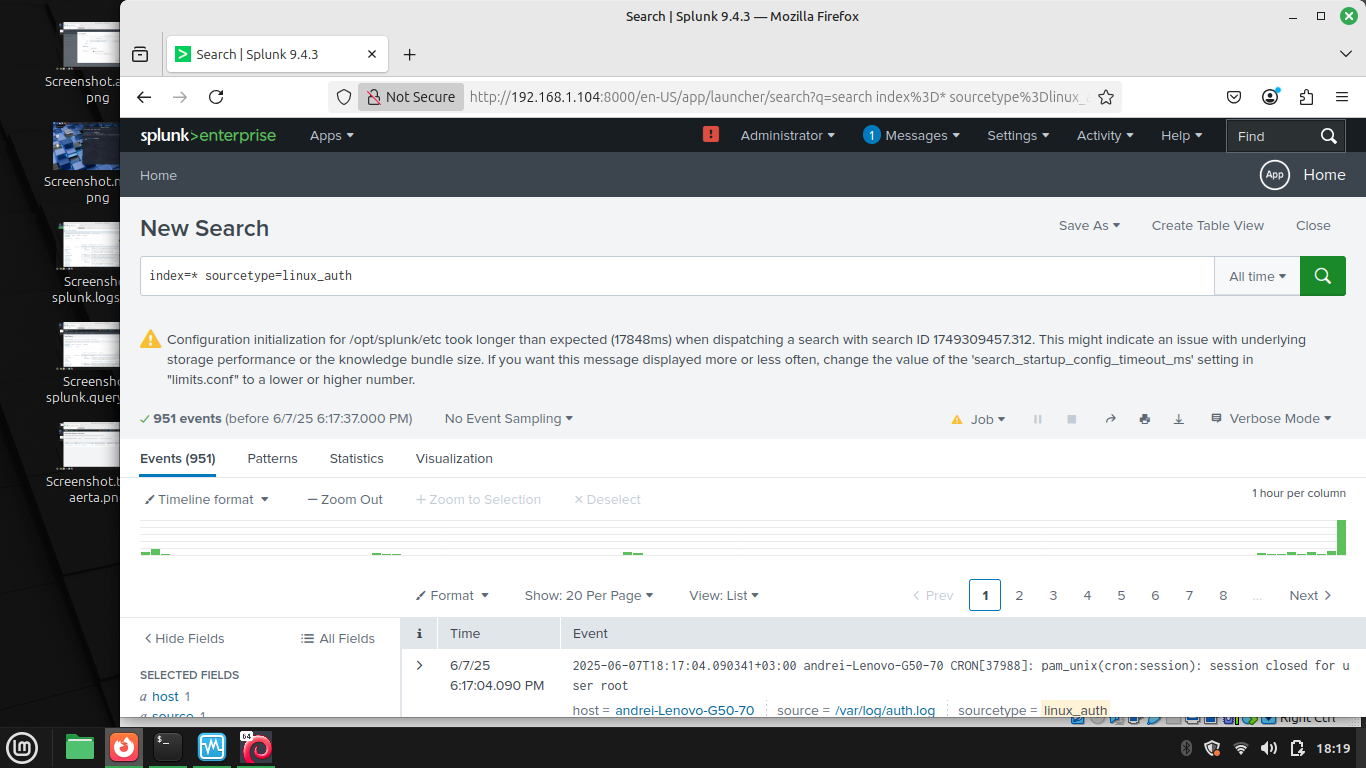 Search | Splunk 9.4.3 — Mozilla Firefox
Search | Splunk 9.4.3
Not Secure
http://192.168.1.104:8000/en-US/app/launcher/search?q=search index%3D* sourcetype%3Dlinux_
splunk>enterprise
Apps
Administrator
1 Messages
Settings
Activity
Help
Find
Home
App
Home
New Search
Save As
Create Table View
Close
index=* sourcetype=linux_auth
All time
Configuration initialization for /opt/splunk/etc took longer than expected (17848ms) when dispatching a search with search ID 1749309457.312. This might indicate an issue with underlying
storage performance or the knowledge bundle size. If you want this message displayed more or less often, change the value of the 'search_startup_config_timeout_ms' setting in
"limits.conf" to a lower or higher number.
951 events (before 6/7/25 6:17:37.000 PM)
No Event Sampling
Job
Verbose Mode
Events (951)
Patterns
Statistics
Visualization
Timeline format
Zoom Out
Zoom to Selection
Deselect
1 hour per column
Format
Show: 20 Per Page
View: List
Prev
1
2
3
4
5
6
7
8
...
Next
Hide Fields
All Fields
i
Time
Event
SELECTED FIELDS
a host 1
a source 1
6/7/25
6:17:04.090 PM
2025-06-07T18:17:04.090341+03:00 andrei-Lenovo-G50-70 CRON[37988]: pam_unix(cron:session): session closed for u
ser root
host = andrei-Lenovo-G50-70
source = /var/log/auth.log
sourcetype = linux_auth
Screenshot.a
png
Screenshot.
png
Screensh
splunk.logs
Screensh
splunk.query
Screenshot.t
aerta.pn
Right Ctrl
64
18:19